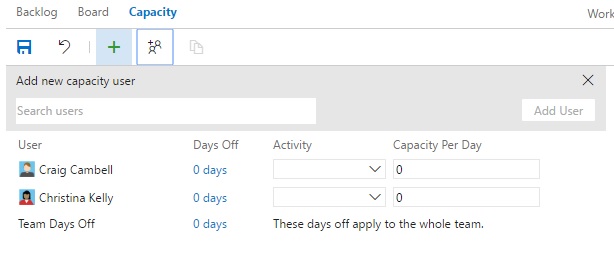 Backlog Board Capacity Work
Add new capacity user
Search users Add User
User Days Off Activity Capacity Per Day
Craig Cambell 0 days 0
Christina Kelly 0 days 0
Team Days Off 0 days These days off apply to the whole team.